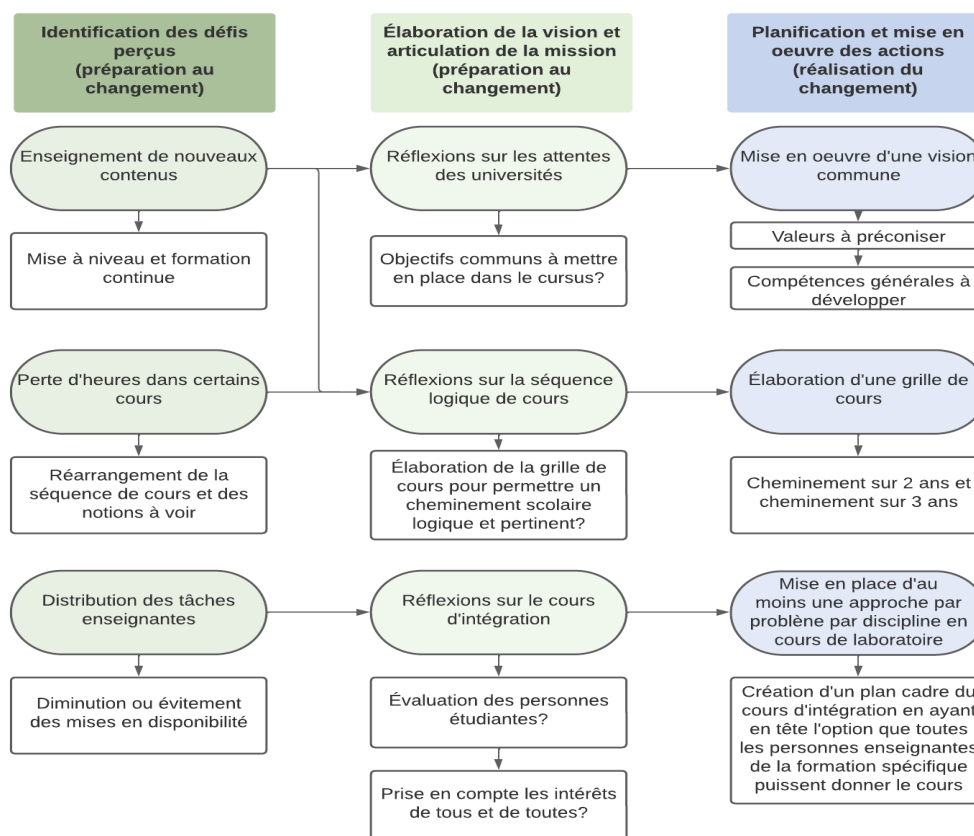 Identification des défis
perçus
(préparation au
changement)
Élaboration de la vision et
articulation de la mission
(préparation au
changement)
Planification et mise en
oeuvre des actions
(réalisation du
changement)
Enseignement de nouveaux
contenus
Réflexions sur les attentes
des universités
Mise en oeuvre d'une vision
commune
Mise à niveau et formation
continue
Objectifs communs à mettre
en place dans le cursus?
Valeurs à préconiser
Compétences générales à
développer
Perte d'heures dans certains
cours
Réflexions sur la séquence
logique de cours
Élaboration d'une grille de
cours
Réarrangement de la
séquence de cours et des
notions à voir
Élaboration de la grille de
cours pour permettre un
cheminement scolaire
logique et pertinent?
Cheminement sur 2 ans et
cheminement sur 3 ans
Distribution des tâches
enseignantes
Réflexions sur le cours
d'intégration
Mise en place d'au
moins une approche par
problène par discipline en
cours de laboratoire
Diminution ou évitement
des mises en disponibilité
Évaluation des personnes
étudiantes?
Prise en compte les intérêts
de tous et de toutes?
Création d'un plan cadre du
cours d'intégration en ayant
en tête l'option que toutes
les personnes enseignantes
de la formation spécifique
puissent donner le cours